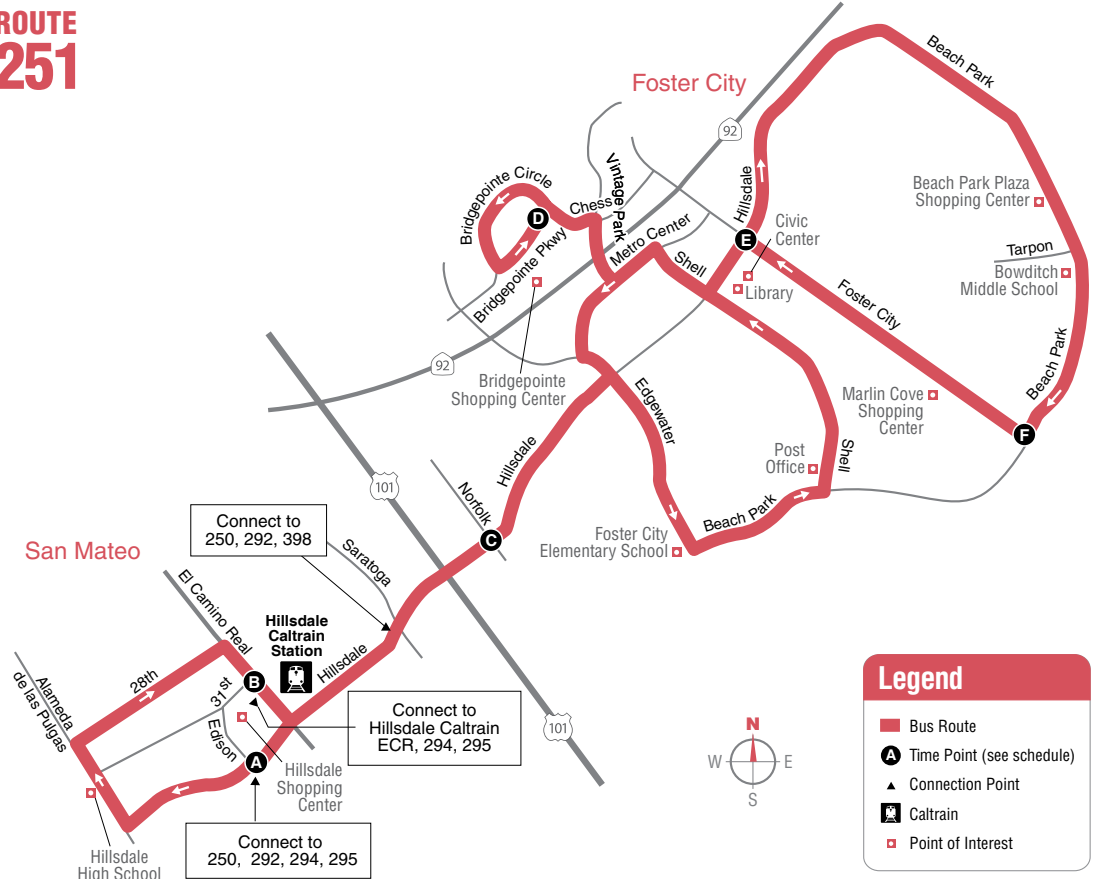 ROUTE
251
Foster City
Beach Park
92
Vintage Park
Bridgepointe Circle
Chess
D
Hillsdale
Beach Park Plaza
Shopping Center
Civic
Center
Metro Center
E
Bridgepointe Pkwy
Shell
Library
Tarpon
Bowditch
Middle School
Foster City
Beach Park
92
Bridgepointe
Shopping Center
Edgewater
Marlin Cove
Shopping
Center
F
Hillsdale
Post
Office
Shell
101
Norfolk
C
Beach Park
Foster City
Elementary School
Connect to
250, 292, 398
San Mateo
Saratoga
El Camino Real
Hillsdale
Caltrain
Station
Hillsdale
28th
31st
B
Alameda
de las Pulgas
Edison
Connect to
Hillsdale Caltrain
ECR, 294, 295
101
A
Hillsdale
Shopping
Center
Connect to
250, 292, 294, 295
Hillsdale
High School
N
W
E
S
Legend
Bus Route
A
Time Point (see schedule)
Connection Point
Caltrain
Point of Interest